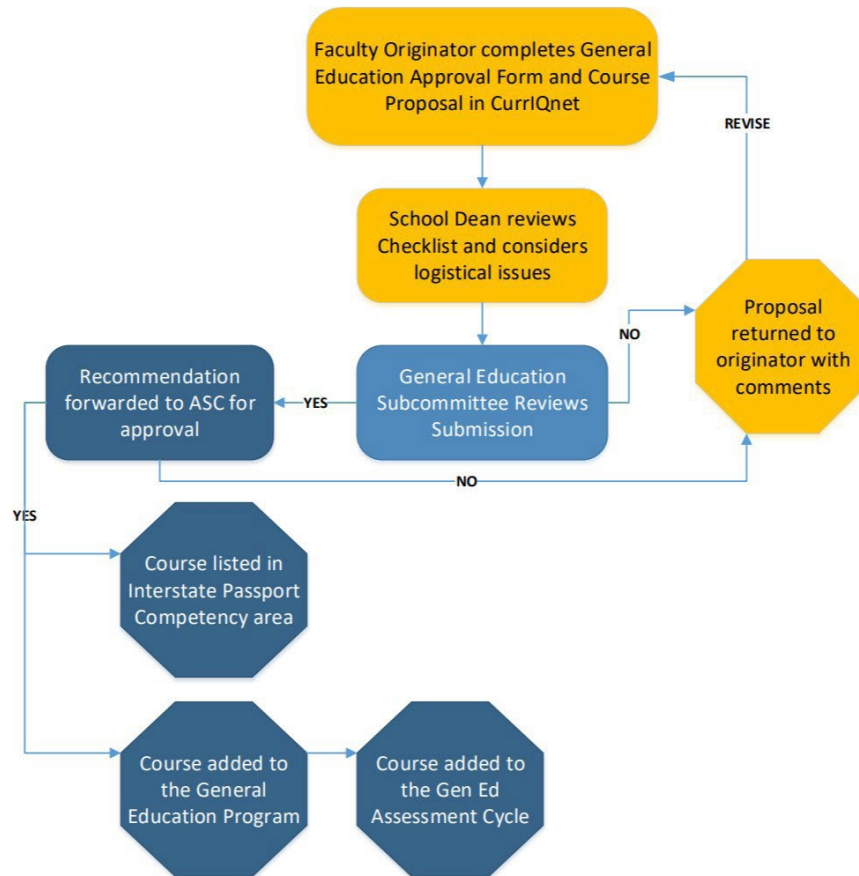 Faculty Originator completes General
Education Approval Form and Course
Proposal in CurrIQnet
REVISE
School Dean reviews
Checklist and considers
logistical issues
Proposal
returned to
originator with
comments
NO
Recommendation
forwarded to ASC for
approval
YES
General Education
Subcommittee Reviews
Submission
NO
YES
Course listed in
Interstate Passport
Competency area
Course added to
the General
Education Program
Course added to
the Gen Ed
Assessment Cycle